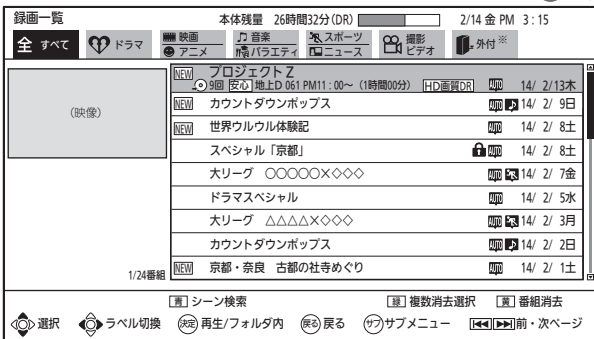 録画一覧 本体残量 26時間32分(DR) 2/14 金 PM 3：15
全 すべて ドラマ 映画 アニメ 音楽 バラエティ スポーツ ニュース 撮影ビデオ 外付※
(映像)
NEW プロジェクトZ
9回 安心 地上D 061 PM11：00〜（1時間00分） HD画質DR AUTO 14/ 2/13木
NEW カウントダウンポップス AUTO 14/ 2/ 9日
NEW 世界ウルウル体験記 AUTO 14/ 2/ 8土
スペシャル「京都」 AUTO 14/ 2/ 8土
大リーグ ○○○○○×◇◇◇ AUTO 14/ 2/ 7金
ドラマスペシャル AUTO 14/ 2/ 5水
大リーグ △△△△×◇◇◇ AUTO 14/ 2/ 3月
カウントダウンポップス AUTO 14/ 2/ 2日
1/24番組 NEW 京都・奈良 古都の社寺めぐり AUTO 14/ 2/ 1土
青 シーン検索 緑 複数消去選択 黄 番組消去
選択 ラベル切換 決定 再生/フォルダ内 戻る 戻る サブ サブメニュー 前・次ページ